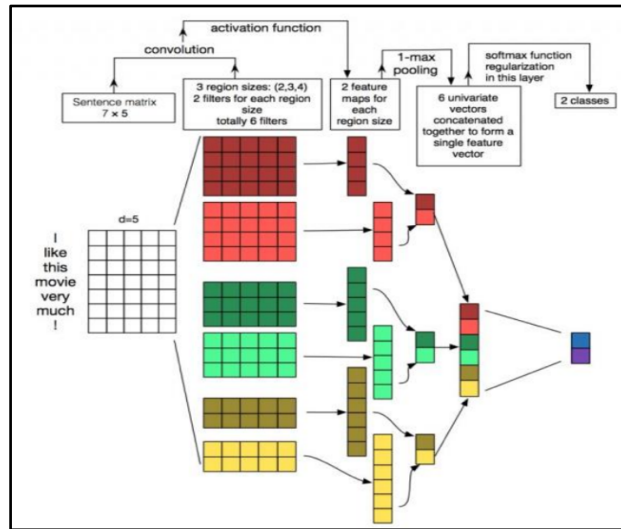 activation function
convolution
1-max
pooling
softmax function
regularization
in this layer
Sentence matrix
7 × 5
3 region sizes: (2,3,4)
2 filters for each region
size
totally 6 filters
2 feature
maps for
each
region size
6 univariate
vectors
concatenated
together to form a
single feature
vector
2 classes
d=5
I
like
this
movie
very
much
!